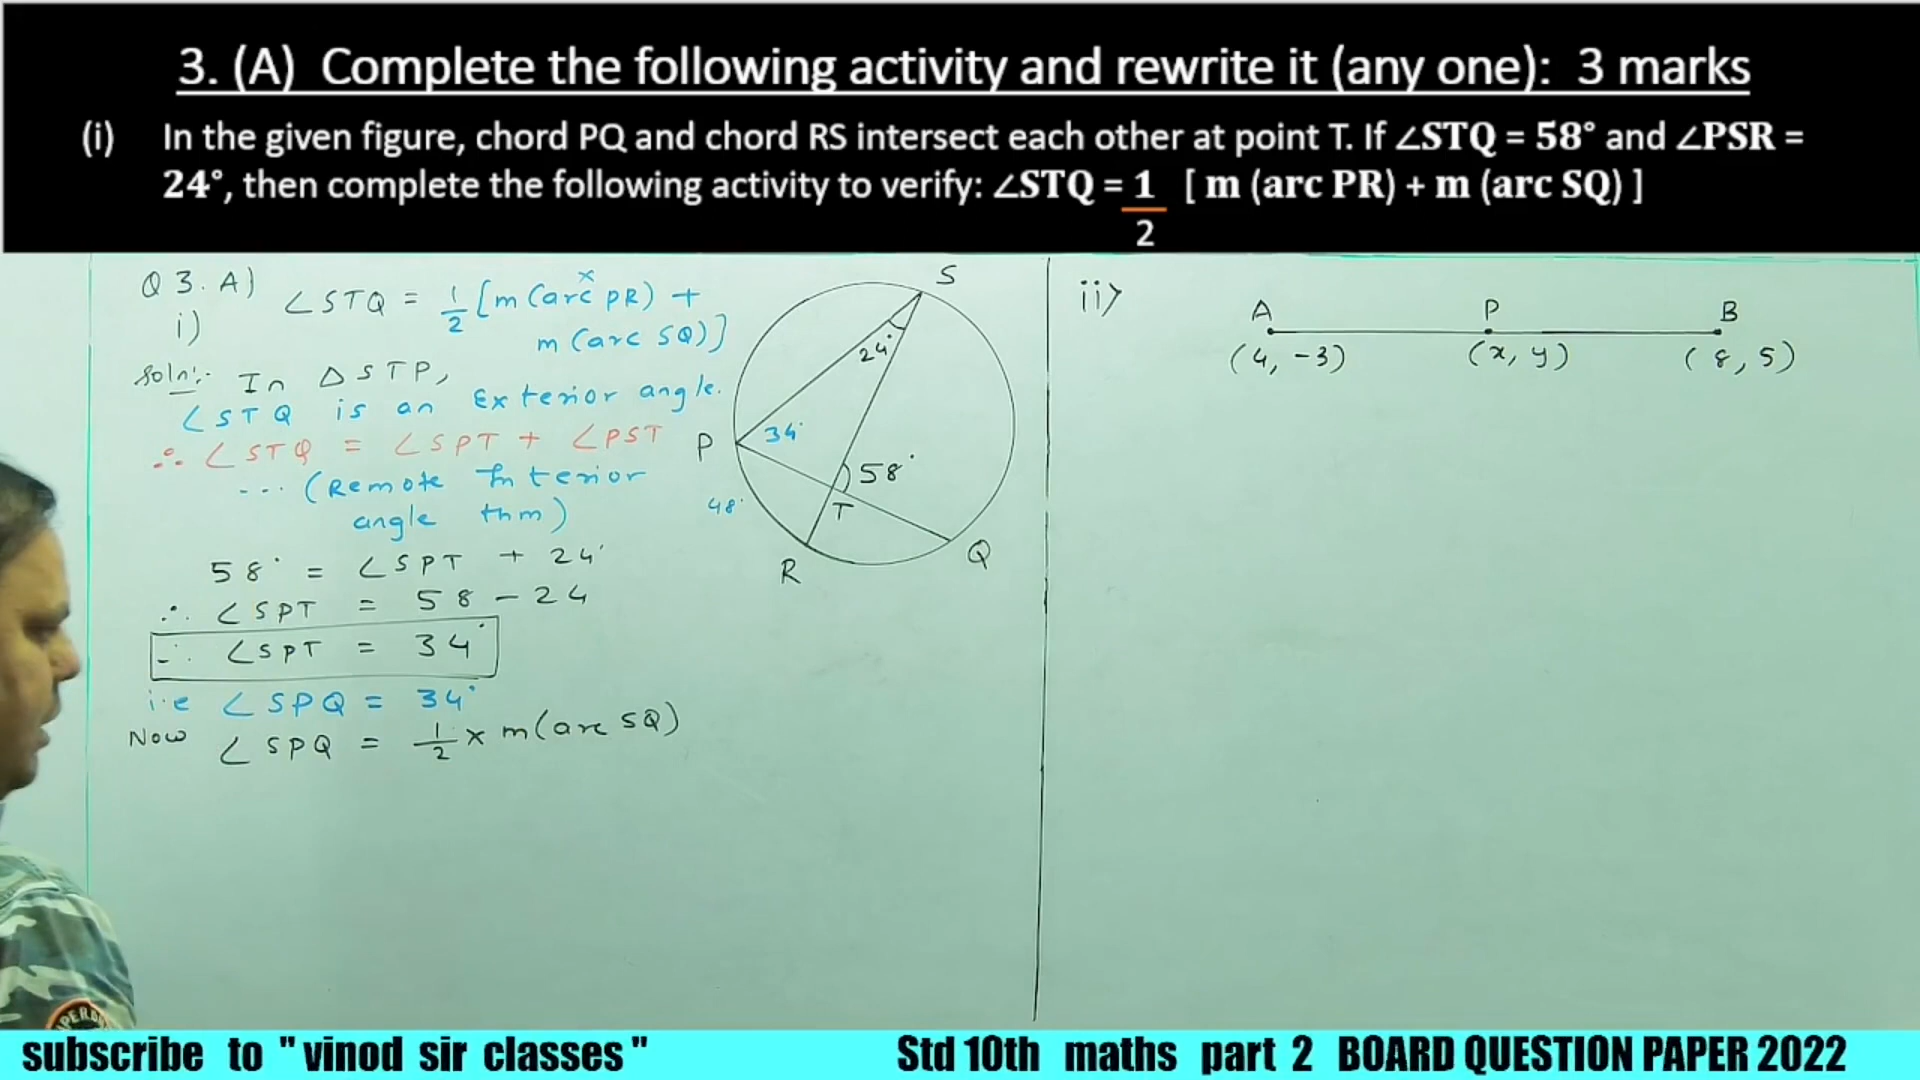 3. (A) Complete the following activity and rewrite it (any one): 3 marks
(i) In the given figure, chord PQ and chord RS intersect each other at point T. If ∠STQ = 58° and ∠PSR =
24°, then complete the following activity to verify: ∠STQ = 1/2 [ m (arc PR) + m (arc SQ) ]
Q 3. A)
i)
∠STQ = 1/2 [m (arc PR) +
x
m (arc SQ)]
Soln:- In △STP,
∠STQ is an Exterior angle.
∴ ∠STQ = ∠SPT + ∠PST
--- (Remote Interior
angle thm)
58° = ∠SPT + 24°
∴ ∠SPT = 58 - 24
∴ ∠SPT = 34°
i.e ∠SPQ = 34°
Now ∠SPQ = 1/2 x m(arc SQ)
S
24°
P
34°
58°
48°
T
R
Q
ii>
A P B
(4, -3) (x, y) (8, 5)
PERD
subscribe to "vinod sir classes"
Std 10th maths part 2 BOARD QUESTION PAPER 2022